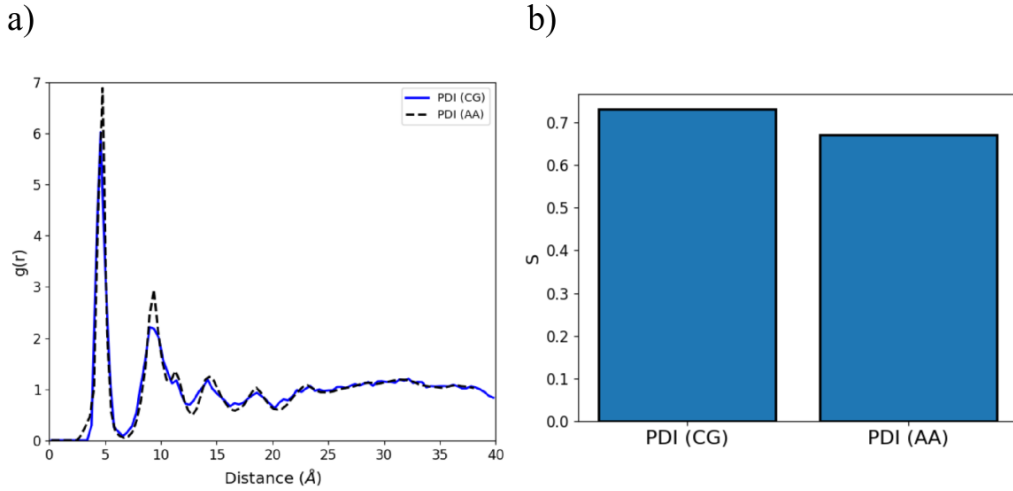 a)
b)
7
6
5
4
3
2
1
0
g(r)
PDI (CG)
PDI (AA)
0 5 10 15 20 25 30 35 40
Distance (Å)
0.7
0.6
0.5
0.4
0.3
0.2
0.1
0.0
S
PDI (CG) PDI (AA)